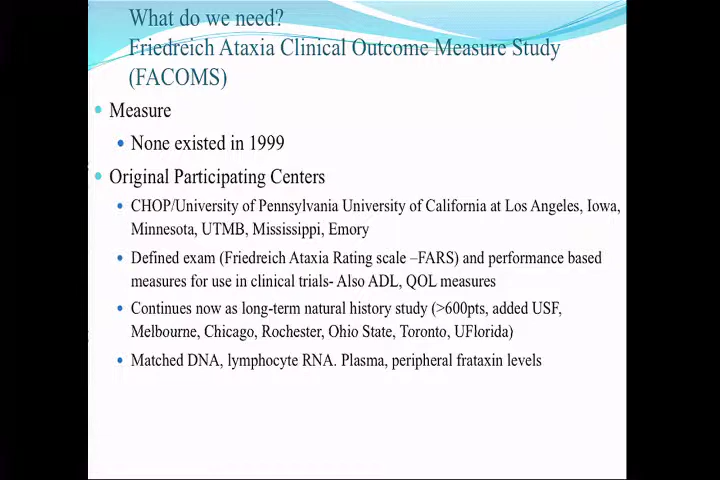 What do we need?
Friedreich Ataxia Clinical Outcome Measure Study
(FACOMS)
• Measure
• None existed in 1999
• Original Participating Centers
• CHOP/University of Pennsylvania University of California at Los Angeles, Iowa,
Minnesota, UTMB, Mississippi, Emory
• Defined exam (Friedreich Ataxia Rating scale –FARS) and performance based
measures for use in clinical trials- Also ADL, QOL measures
• Continues now as long-term natural history study (>600pts, added USF,
Melbourne, Chicago, Rochester, Ohio State, Toronto, UFlorida)
• Matched DNA, lymphocyte RNA. Plasma, peripheral frataxin levels